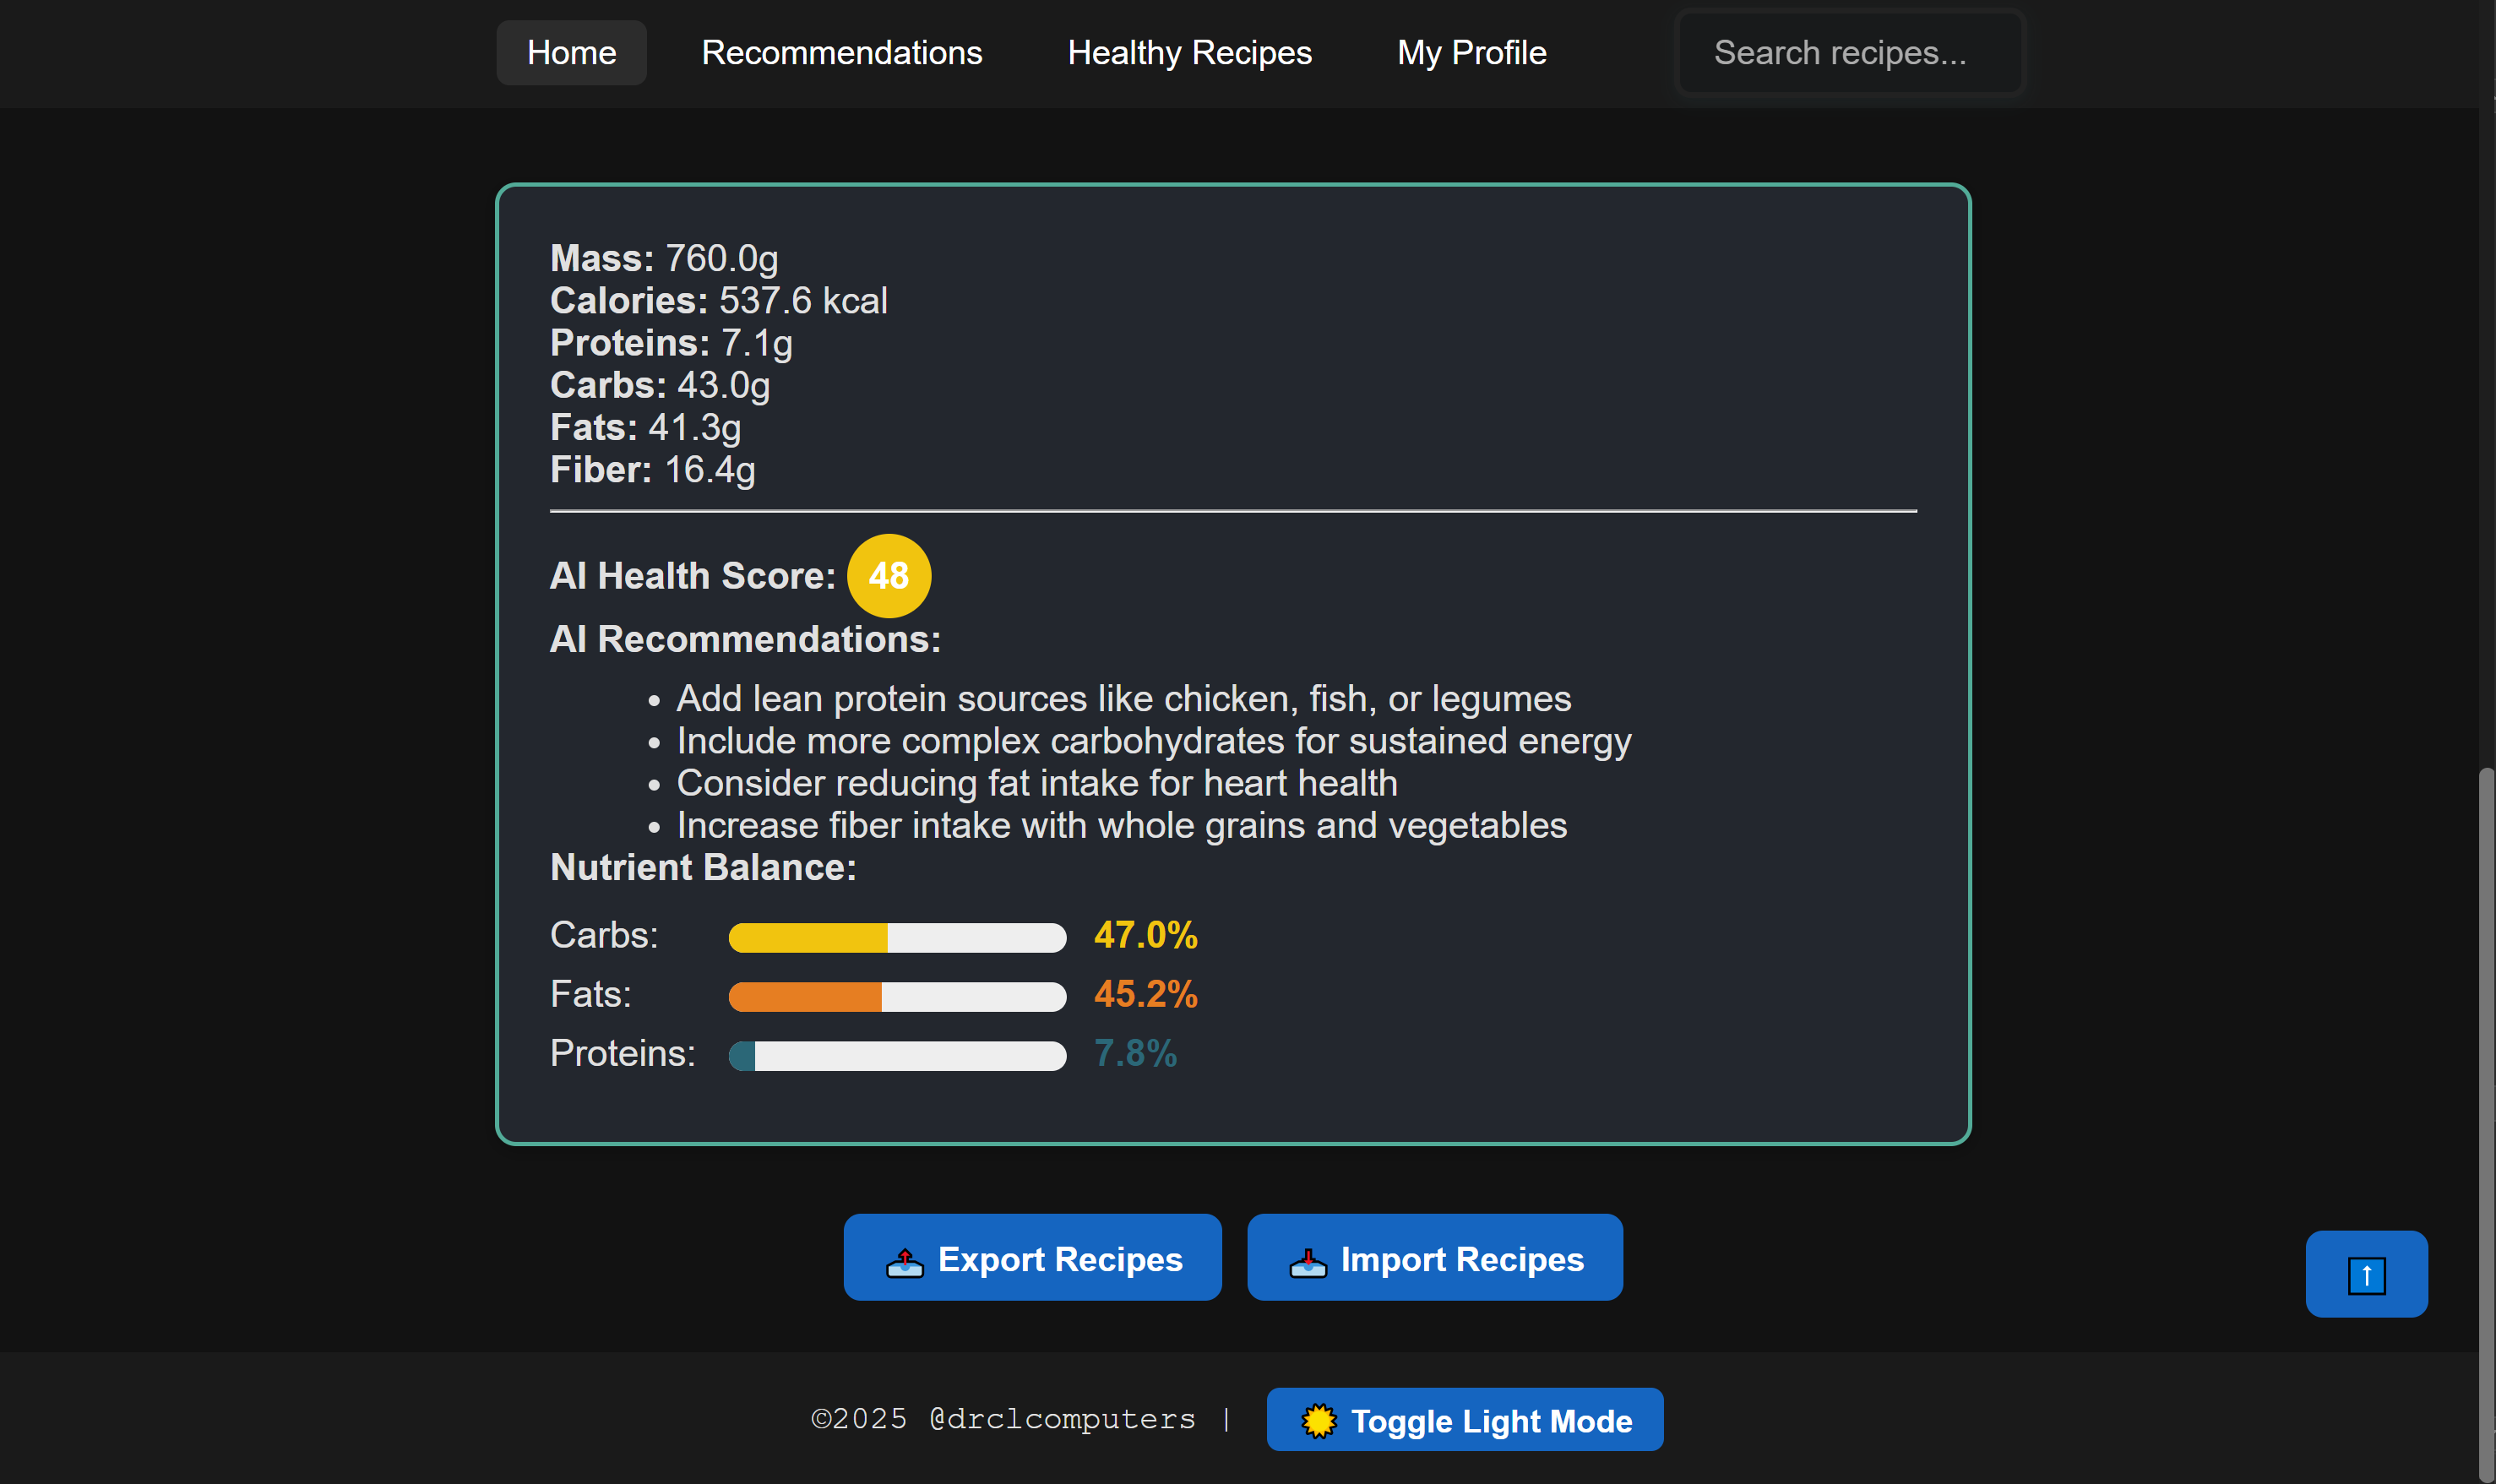 Home Recommendations Healthy Recipes My Profile Search recipes...
Mass: 760.0g
Calories: 537.6 kcal
Proteins: 7.1g
Carbs: 43.0g
Fats: 41.3g
Fiber: 16.4g
AI Health Score: 48
AI Recommendations:
• Add lean protein sources like chicken, fish, or legumes
• Include more complex carbohydrates for sustained energy
• Consider reducing fat intake for heart health
• Increase fiber intake with whole grains and vegetables
Nutrient Balance:
Carbs: 47.0%
Fats: 45.2%
Proteins: 7.8%
📤 Export Recipes 📥 Import Recipes
↑
©2025 @drclcomputers | Toggle Light Mode